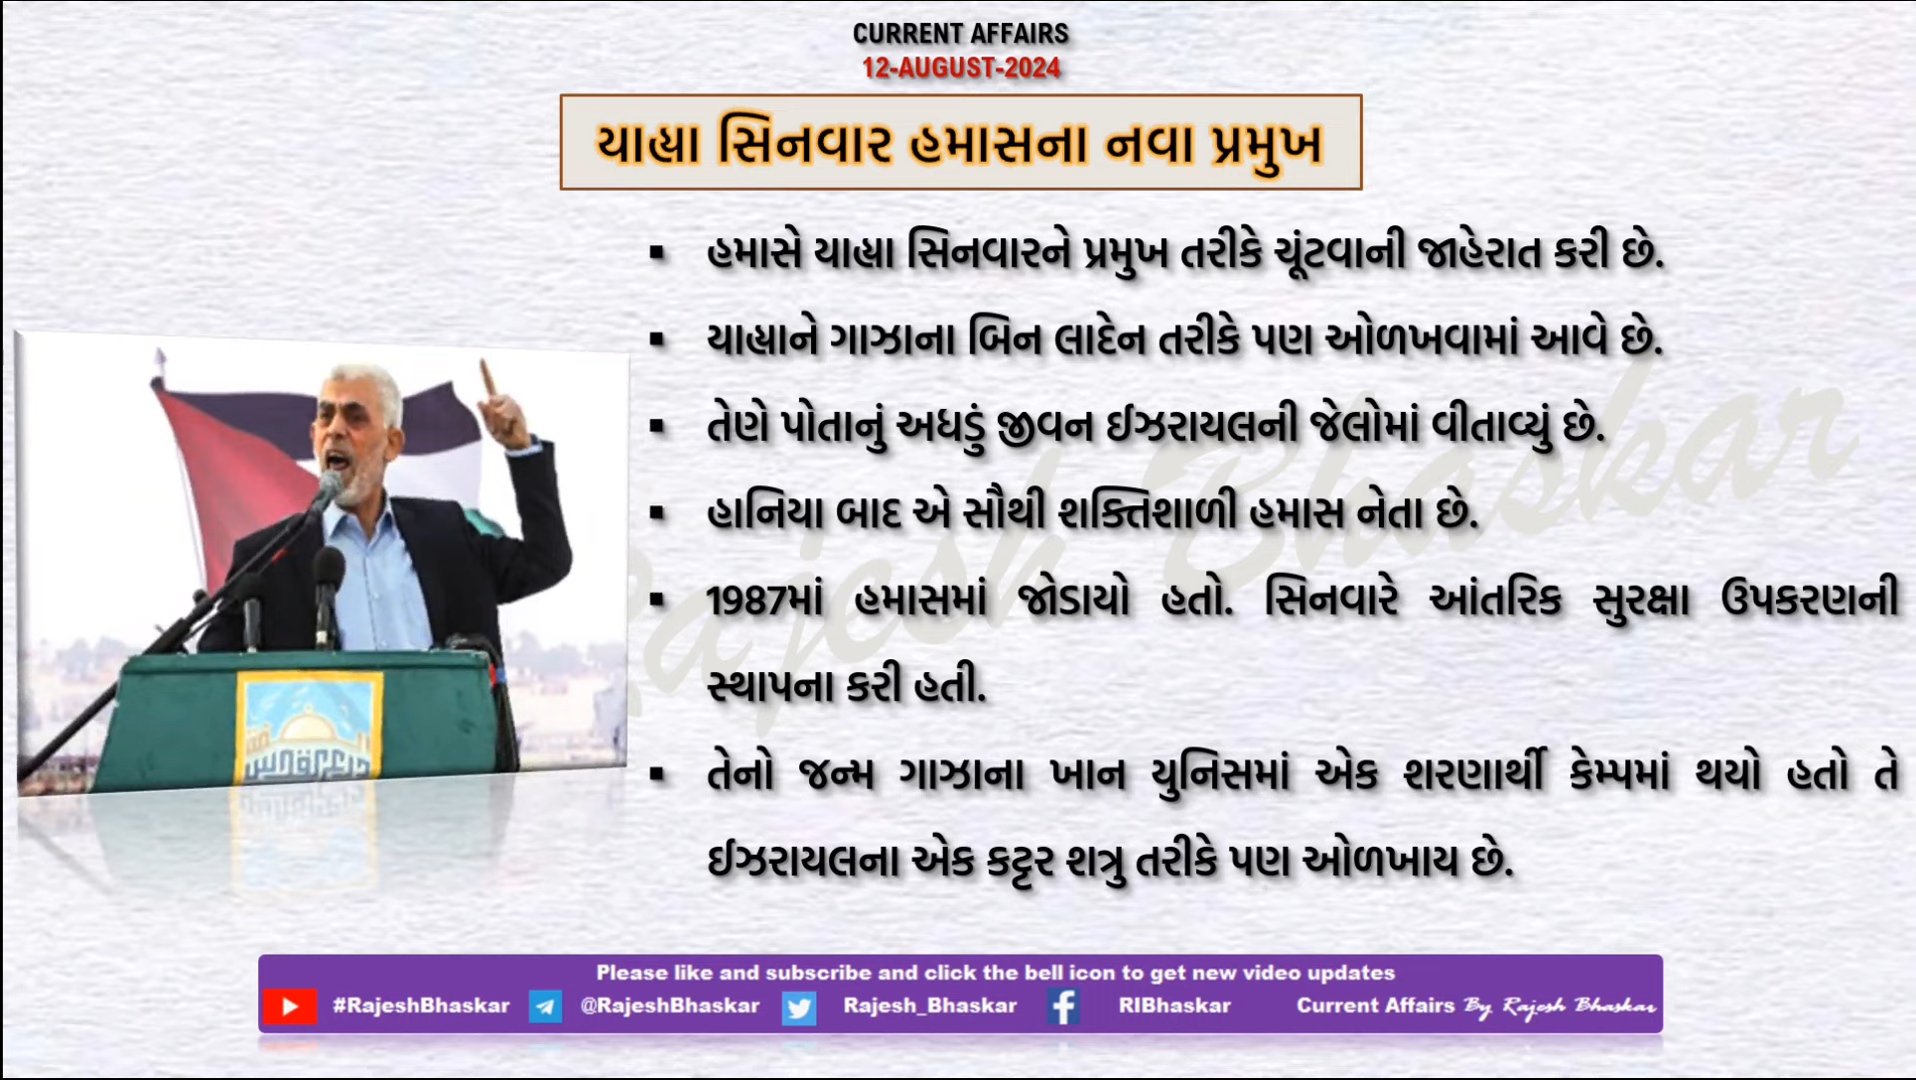 CURRENT AFFAIRS
12-AUGUST-2024
યાહ્યા સિનવાર હમાસના નવા પ્રમુખ
▪ હમાસે યાહ્યા સિનવારને પ્રમુખ તરીકે ચૂંટવાની જાહેરાત કરી છે.
▪ યાહ્યાને ગાઝાના બિન લાદેન તરીકે પણ ઓળખવામાં આવે છે.
▪ તેણે પોતાનું અધડું જીવન ઈઝરાયલની જેલોમાં વીતાવ્યું છે.
▪ હાનિયા બાદ એ સૌથી શક્તિશાળી હમાસ નેતા છે.
▪ 1987માં હમાસમાં જોડાયો હતો. સિનવારે આંતરિક સુરક્ષા ઉપકરણની
સ્થાપના કરી હતી.
▪ તેનો જન્મ ગાઝાના ખાન યુનિસમાં એક શરણાર્થી કેમ્પમાં થયો હતો તે
ઈઝરાયલના એક કટ્ટર શત્રુ તરીકે પણ ઓળખાય છે.
Rajesh Bhaskar
Please like and subscribe and click the bell icon to get new video updates
#RajeshBhaskar @RajeshBhaskar Rajesh_Bhaskar RIBhaskar Current Affairs By Rajesh Bhaskar